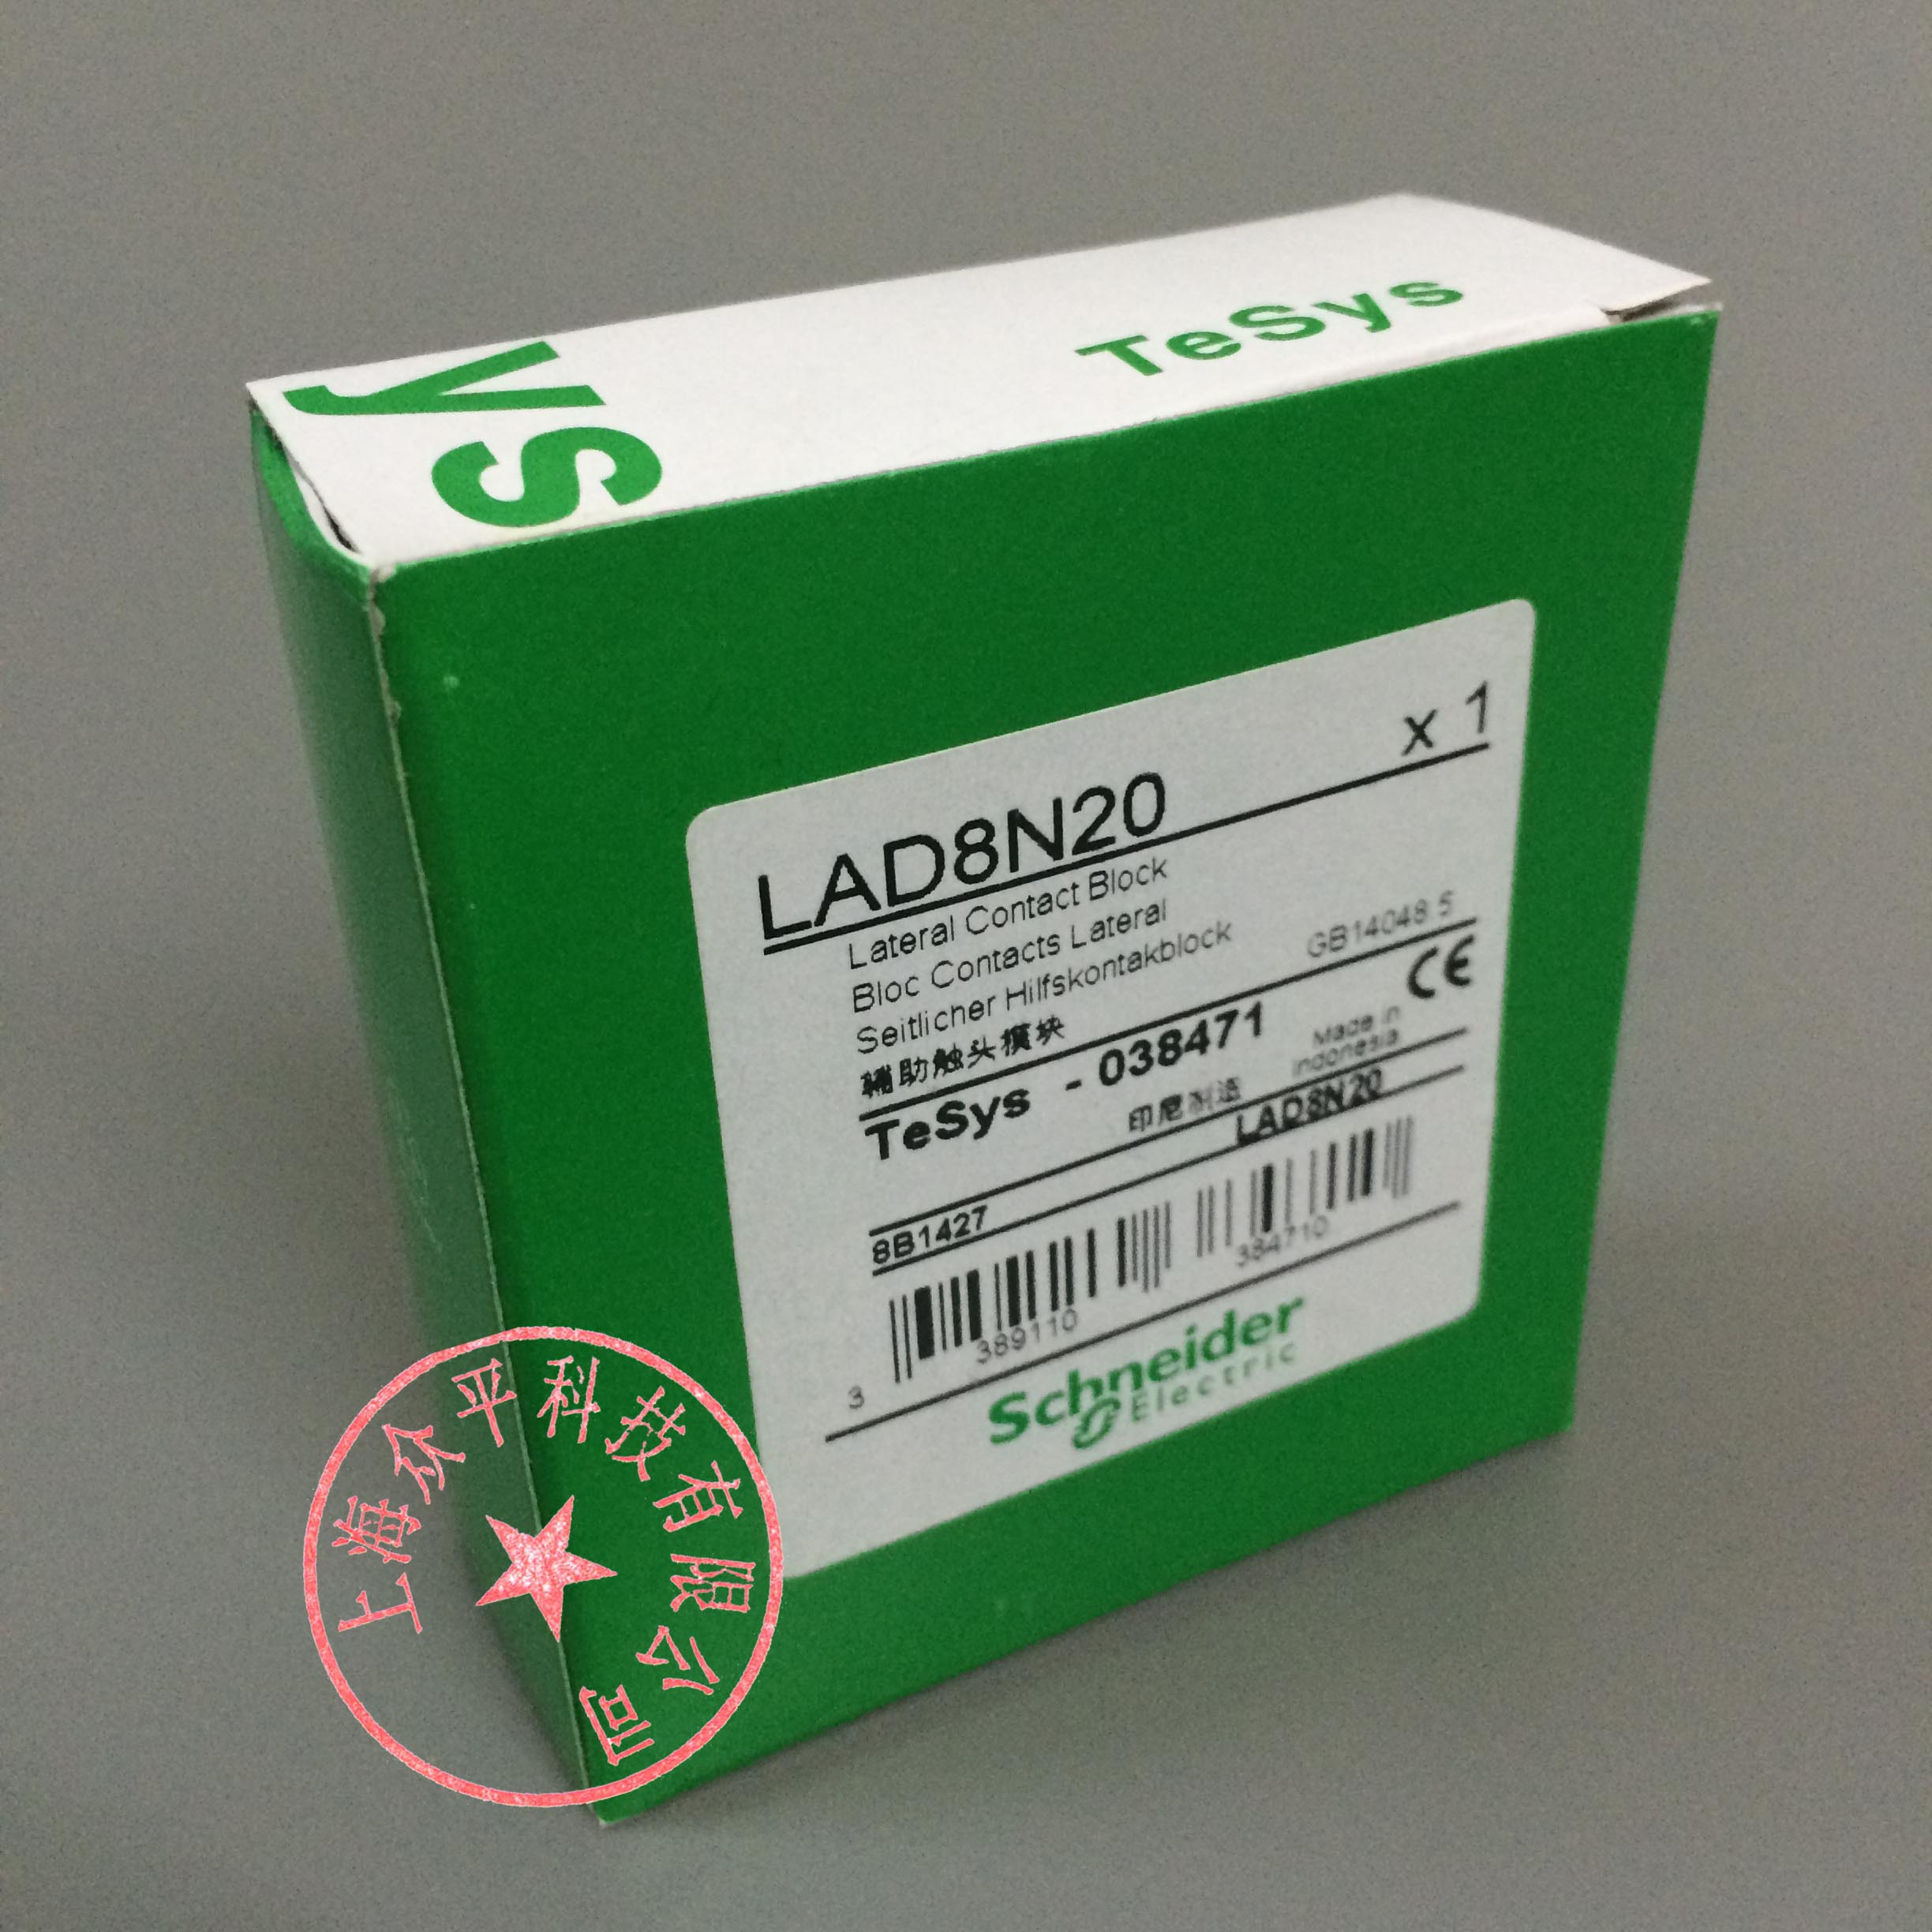 ys
TeSys
LAD8N20
x 1
Lateral Contact Block
Bloc Contacts Lateral
Seitlicher Hilfskontakblock
辅助触头模块
GB14048.5
TeSys - 038471
印尼制造
Made in
Indonesia
CE
8B1427
LAD8N20
3 389110 384710
Schneider
Electric
上海众平科技有限公司